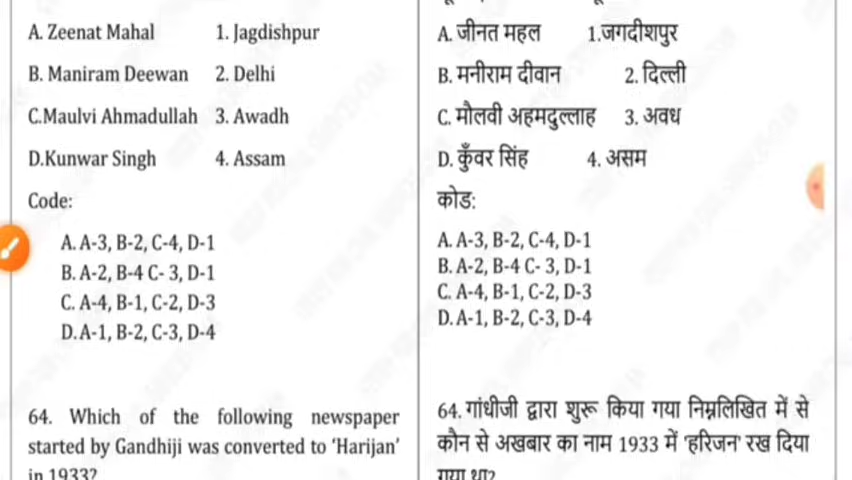 A. Zeenat Mahal 1. Jagdishpur
B. Maniram Deewan 2. Delhi
C.Maulvi Ahmadullah 3. Awadh
D.Kunwar Singh 4. Assam
Code:
A. A-3, B-2, C-4, D-1
B. A-2, B-4 C- 3, D-1
C. A-4, B-1, C-2, D-3
D. A-1, B-2, C-3, D-4
64. Which of the following newspaper
started by Gandhiji was converted to ‘Harijan’
in 1933?
A. जीनत महल 1.जगदीशपुर
B. मनीराम दीवान 2. दिल्ली
C. मौलवी अहमदुल्लाह 3. अवध
D. कुँवर सिंह 4. असम
कोड:
A. A-3, B-2, C-4, D-1
B. A-2, B-4 C- 3, D-1
C. A-4, B-1, C-2, D-3
D. A-1, B-2, C-3, D-4
64. गांधीजी द्वारा शुरू किया गया निम्नलिखित में से
कौन से अखबार का नाम 1933 में 'हरिजन' रख दिया
गया था?